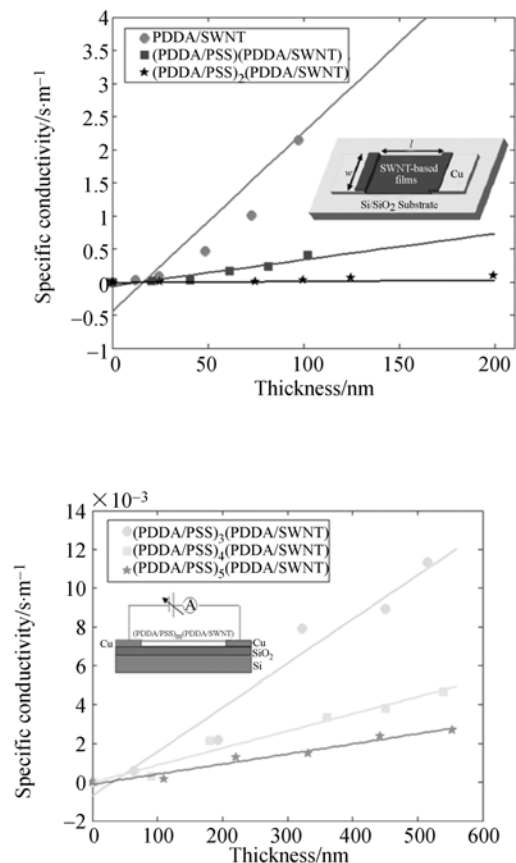 4
3.5
3
2.5
2
1.5
1
0.5
0
−0.5
−1
Specific conductivity/s·m⁻¹
PDDA/SWNT
(PDDA/PSS)(PDDA/SWNT)
(PDDA/PSS)₂(PDDA/SWNT)
l
w
SWNT-based
films
Cu
Si/SiO₂ Substrate
0 50 100 150 200
Thickness/nm
×10⁻³
14
12
10
8
6
4
2
0
−2
Specific conductivity/s·m⁻¹
(PDDA/PSS)₃(PDDA/SWNT)
(PDDA/PSS)₄(PDDA/SWNT)
(PDDA/PSS)₅(PDDA/SWNT)
A
(PDDA/PSS)ₘ(PDDA/SWNT)
Cu Cu
SiO₂
Si
0 100 200 300 400 500 600
Thickness/nm